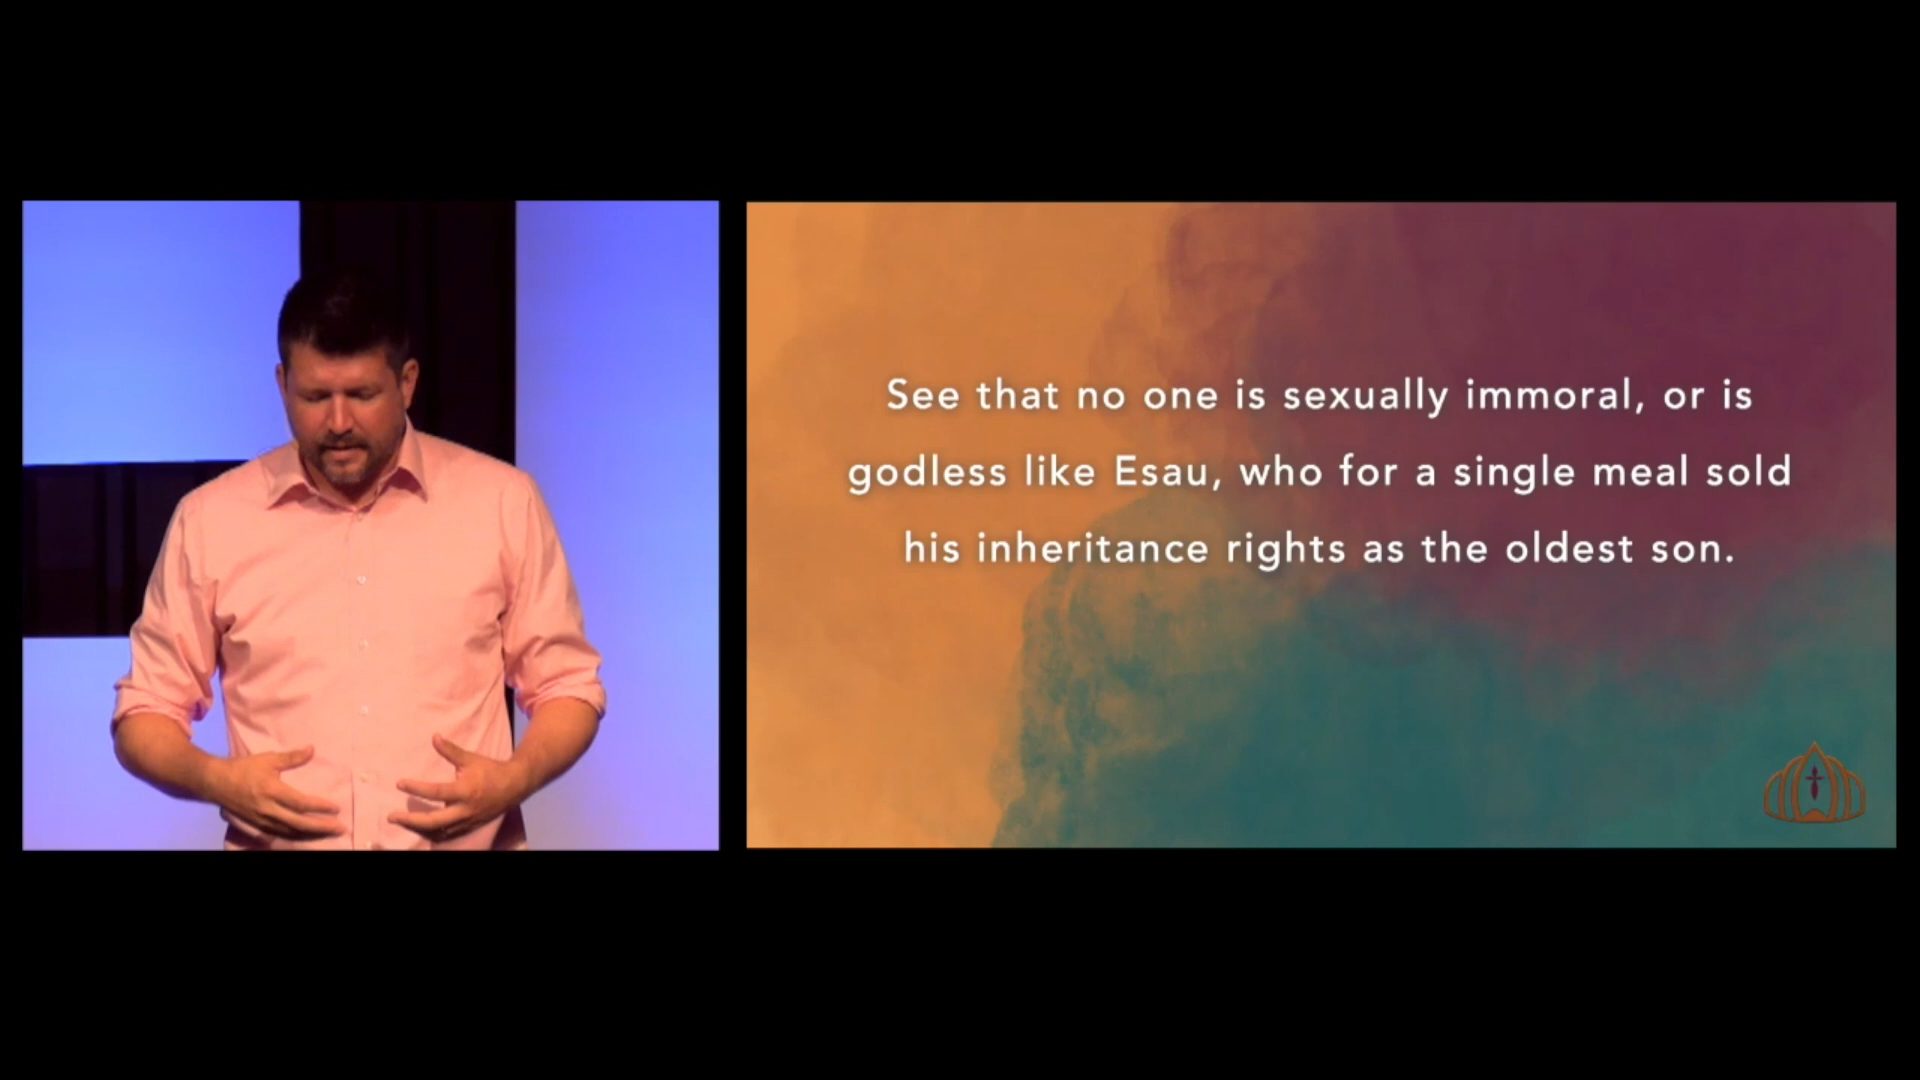 See that no one is sexually immoral, or is
godless like Esau, who for a single meal sold
his inheritance rights as the oldest son.